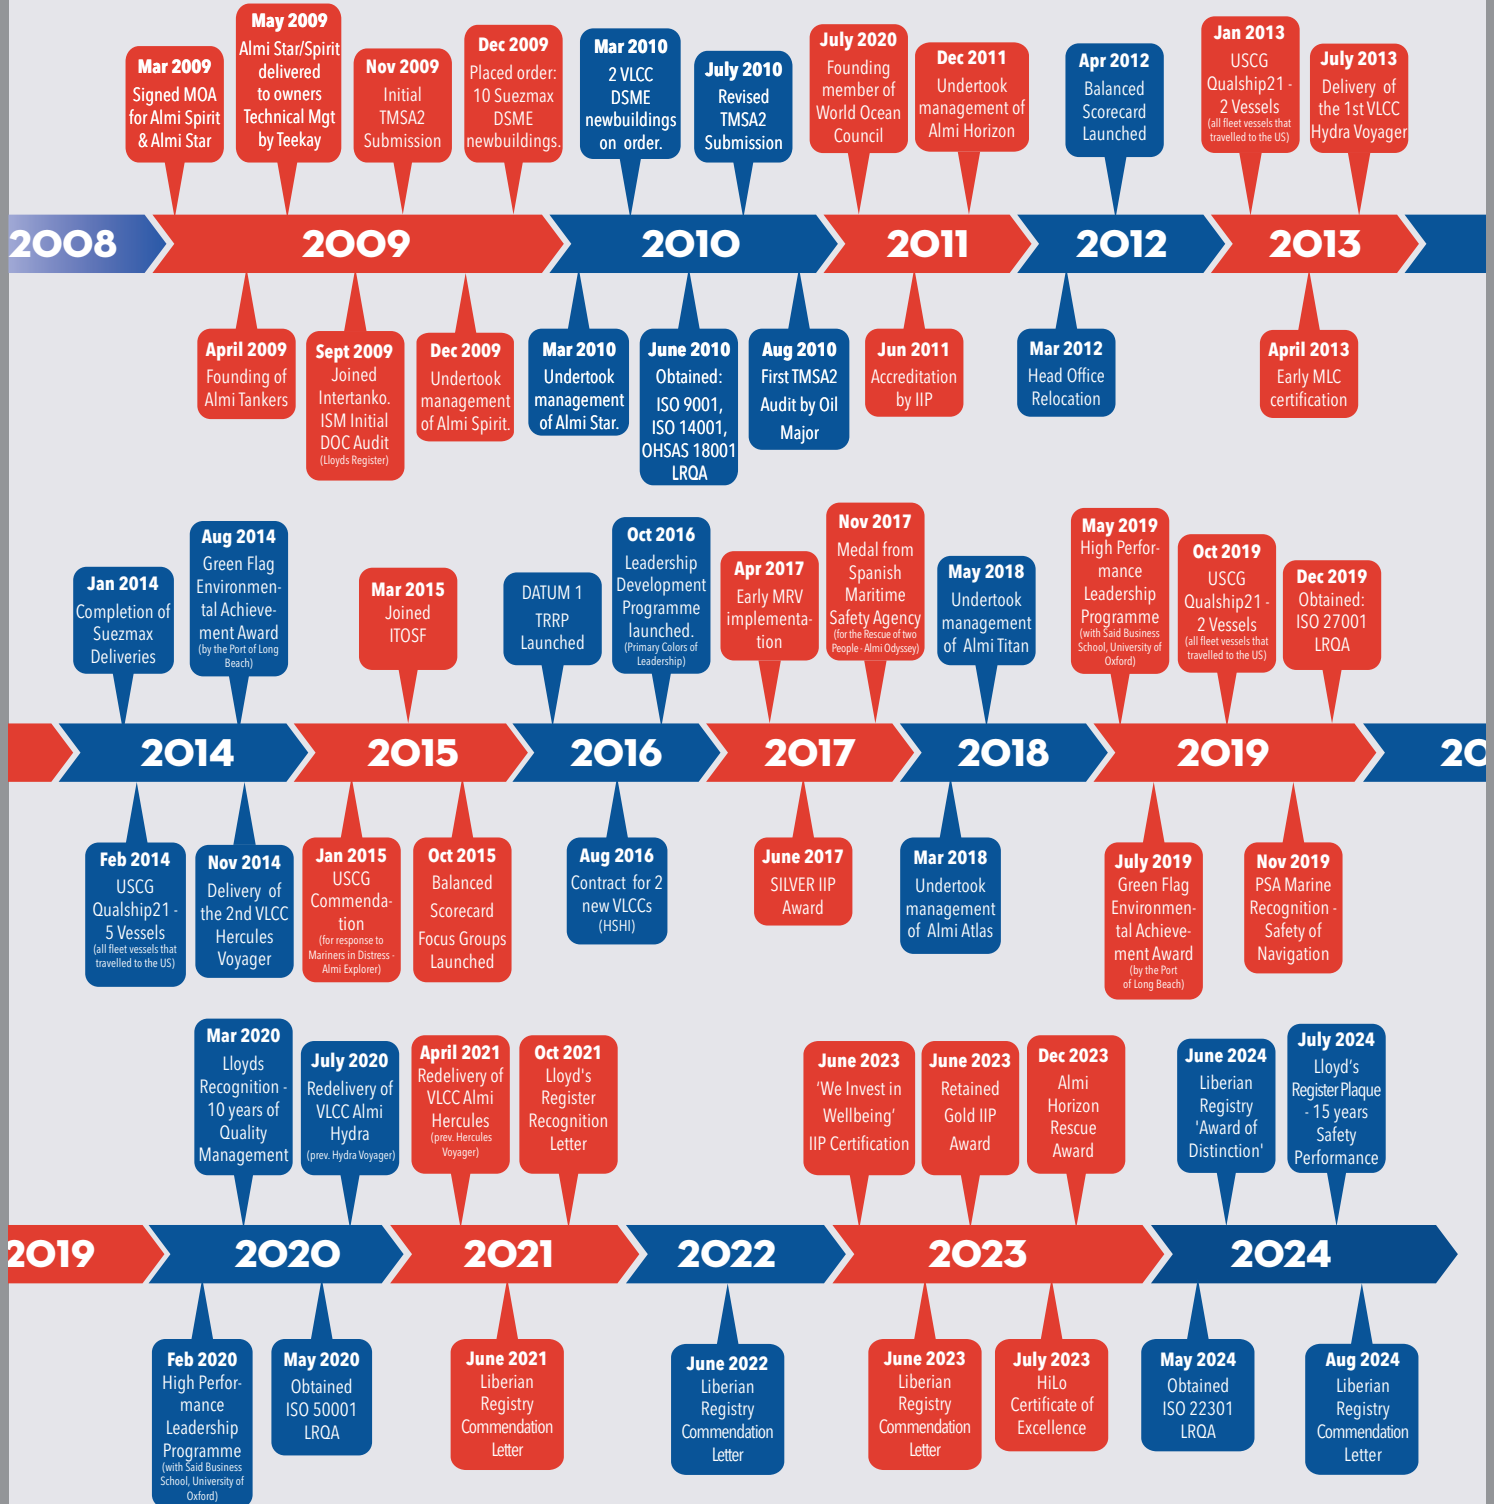 Mar 2009
Signed MOA
for Almi Spirit
& Almi Star
May 2009
Almi Star/Spirit
delivered
to owners
Technical Mgt
by Teekay
Nov 2009
Initial
TMSA2
Submission
Dec 2009
Placed order:
10 Suezmax
DSME
newbuildings.
Mar 2010
2 VLCC
DSME
newbuildings
on order.
July 2010
Revised
TMSA2
Submission
July 2020
Founding
member of
World Ocean
Council
Dec 2011
Undertook
management of
Almi Horizon
Apr 2012
Balanced
Scorecard
Launched
Jan 2013
USCG
Qualship21 -
2 Vessels
(all fleet vessels that
travelled to the US)
July 2013
Delivery of
the 1st VLCC
Hydra Voyager
2008
2009
2010
2011
2012
2013
April 2009
Founding of
Almi Tankers
Sept 2009
Joined
Intertanko.
ISM Initial
DOC Audit
(Lloyds Register)
Dec 2009
Undertook
management
of Almi Spirit.
Mar 2010
Undertook
management
of Almi Star.
June 2010
Obtained:
ISO 9001,
ISO 14001,
OHSAS 18001
LRQA
Aug 2010
First TMSA2
Audit by Oil
Major
Jun 2011
Accreditation
by IIP
Mar 2012
Head Office
Relocation
April 2013
Early MLC
certification
Jan 2014
Completion of
Suezmax
Deliveries
Aug 2014
Green Flag
Environmen-
tal Achieve-
ment Award
(by the Port of Long
Beach)
Mar 2015
Joined
ITOSF
DATUM 1
TRRP
Launched
Oct 2016
Leadership
Development
Programme
launched.
(Primary Colors of
Leadership)
Apr 2017
Early MRV
implementa-
tion
Nov 2017
Medal from
Spanish
Maritime
Safety Agency
(for the Rescue of two
People - Almi Odyssey)
May 2018
Undertook
management
of Almi Titan
May 2019
High Perfor-
mance
Leadership
Programme
(with Said Business
School, University of
Oxford)
Oct 2019
USCG
Qualship21 -
2 Vessels
(all fleet vessels that
travelled to the US)
Dec 2019
Obtained:
ISO 27001
LRQA
2014
2015
2016
2017
2018
2019
20
Feb 2014
USCG
Qualship21 -
5 Vessels
(all fleet vessels that
travelled to the US)
Nov 2014
Delivery of
the 2nd VLCC
Hercules
Voyager
Jan 2015
USCG
Commenda-
tion
(for response to
Mariners in Distress -
Almi Explorer)
Oct 2015
Balanced
Scorecard
Focus Groups
Launched
Aug 2016
Contract for 2
new VLCCs
(HSHI)
June 2017
SILVER IIP
Award
Mar 2018
Undertook
management
of Almi Atlas
July 2019
Green Flag
Environmen-
tal Achieve-
ment Award
(by the Port
of Long Beach)
Nov 2019
PSA Marine
Recognition -
Safety of
Navigation
Mar 2020
Lloyds
Recognition -
10 years of
Quality
Management
July 2020
Redelivery of
VLCC Almi
Hydra
(prev. Hydra Voyager)
April 2021
Redelivery of
VLCC Almi
Hercules
(prev. Hercules
Voyager)
Oct 2021
Lloyd's
Register
Recognition
Letter
June 2023
‘We Invest in
Wellbeing’
IIP Certification
June 2023
Retained
Gold IIP
Award
Dec 2023
Almi
Horizon
Rescue
Award
June 2024
Liberian
Registry
'Award of
Distinction'
July 2024
Lloyd’s
Register Plaque
- 15 years
Safety
Performance
2019
2020
2021
2022
2023
2024
Feb 2020
High Perfor-
mance
Leadership
Programme
(with Said Business
School, University of
Oxford)
May 2020
Obtained
ISO 50001
LRQA
June 2021
Liberian
Registry
Commendation
Letter
June 2022
Liberian
Registry
Commendation
Letter
June 2023
Liberian
Registry
Commendation
Letter
July 2023
HiLo
Certificate of
Excellence
May 2024
Obtained
ISO 22301
LRQA
Aug 2024
Liberian
Registry
Commendation
Letter